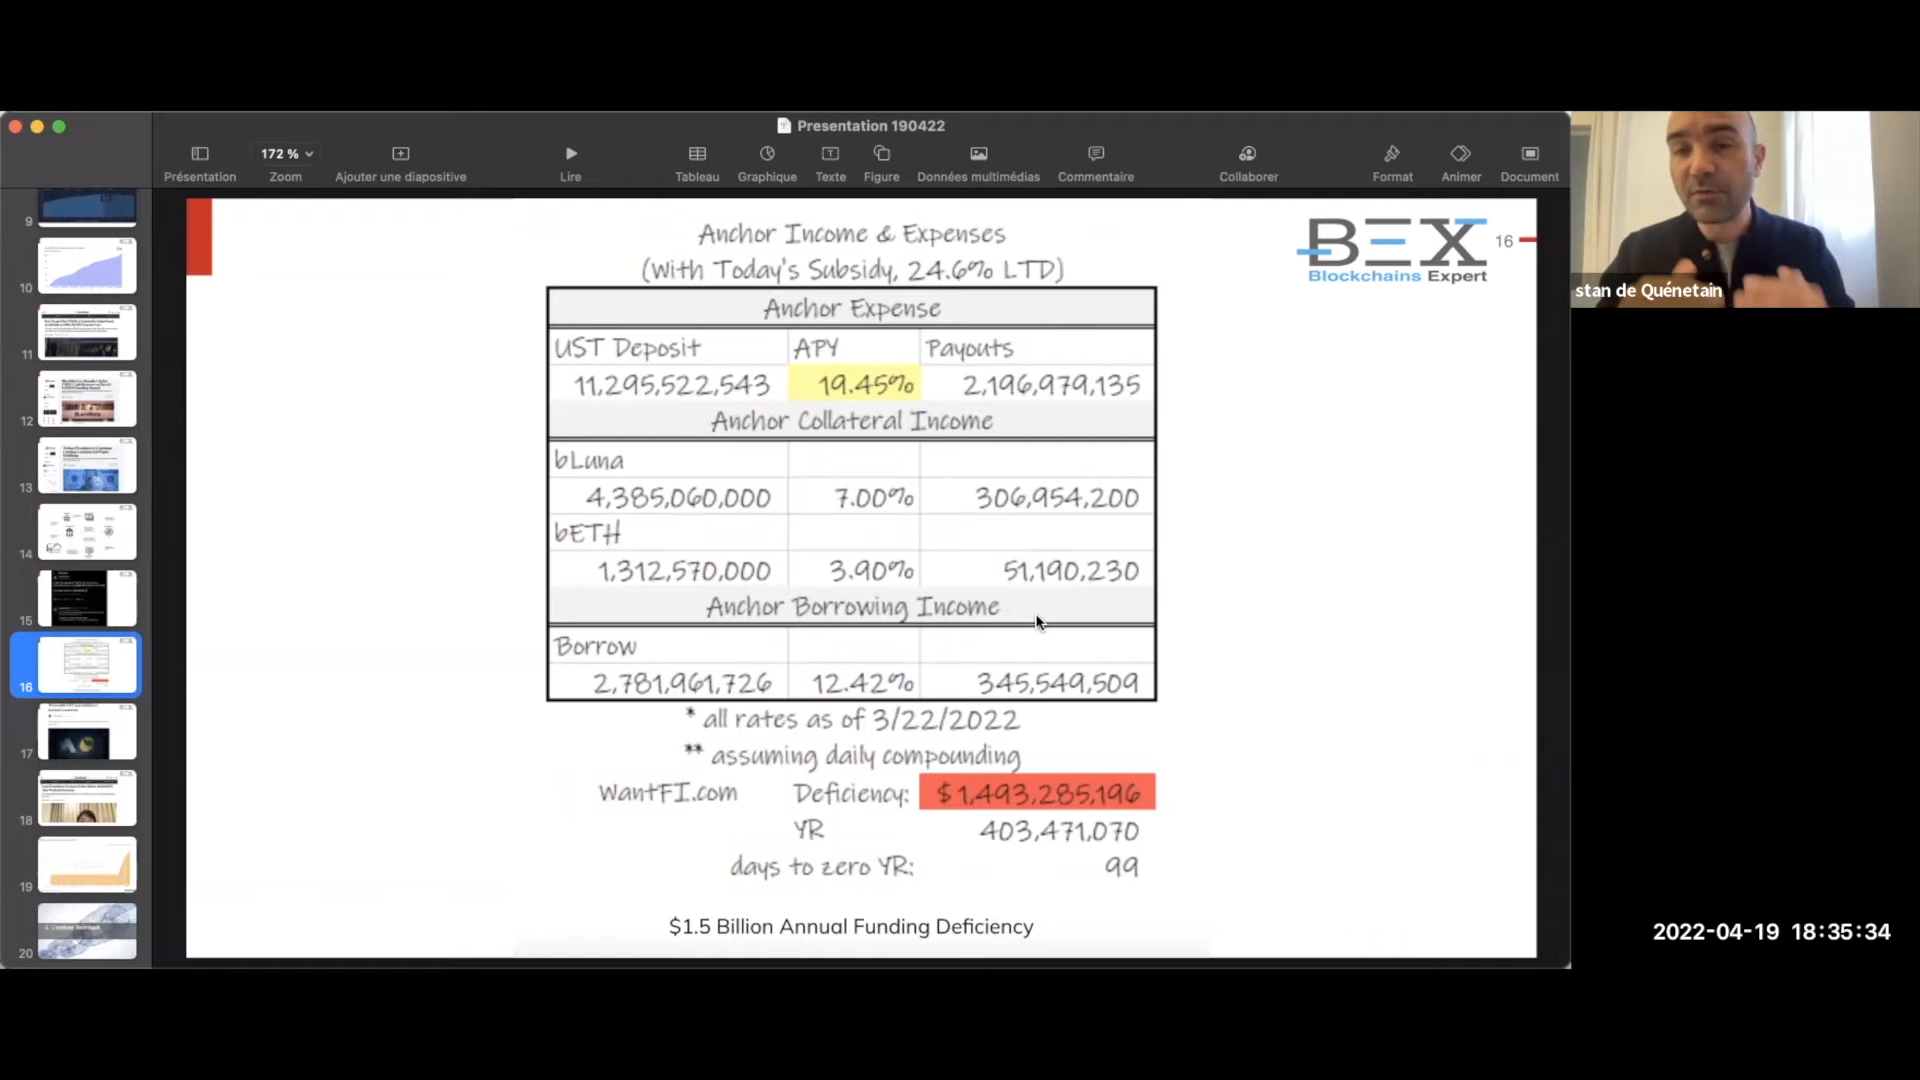 Presentation 190422
172 %
Présentation
Zoom
Ajouter une diapositive
Lire
Tableau
Graphique
Texte
Figure
Données multimédias
Commentaire
Collaborer
Format
Animer
Document
9
10
11
12
13
14
15
16
17
18
19
20
Anchor Income & Expenses
(With Today's Subsidy, 24.6% LTD)
BEX
Blockchains Expert
16
Anchor Expense
UST Deposit APY Payouts
11,295,522,543 19.45% 2,196,979,135
Anchor Collateral Income
bLuna
4,385,060,000 7.00% 306,954,200
bETH
1,312,570,000 3.90% 51,190,230
Anchor Borrowing Income
Borrow
2,781,961,726 12.42% 345,549,509
* all rates as of 3/22/2022
** assuming daily compounding
WantFI.com Deficiency: $1,493,285,196
YR 403,471,070
days to zero YR: 99
$1.5 Billion Annual Funding Deficiency
stan de Quénetain
2022-04-19 18:35:34